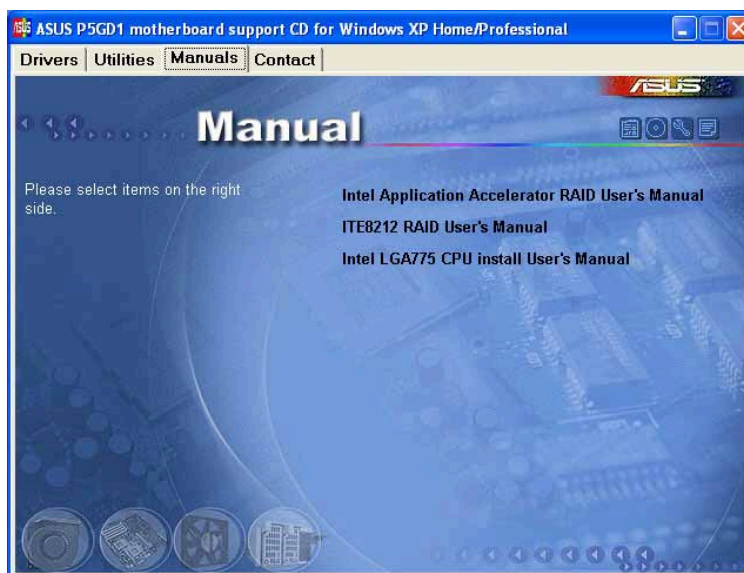 ASUS P5GD1 motherboard support CD for Windows XP Home/Professional
Drivers Utilities Manuals Contact
ASUS
Manual
Please select items on the right
side.
Intel Application Accelerator RAID User's Manual
ITE8212 RAID User's Manual
Intel LGA775 CPU install User's Manual